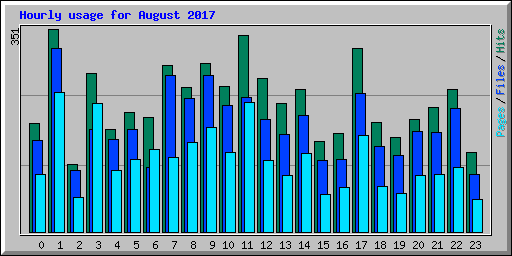 Hourly usage for August 2017
351
Pages/Files/Hits
0 1 2 3 4 5 6 7 8 9 10 11 12 13 14 15 16 17 18 19 20 21 22 23